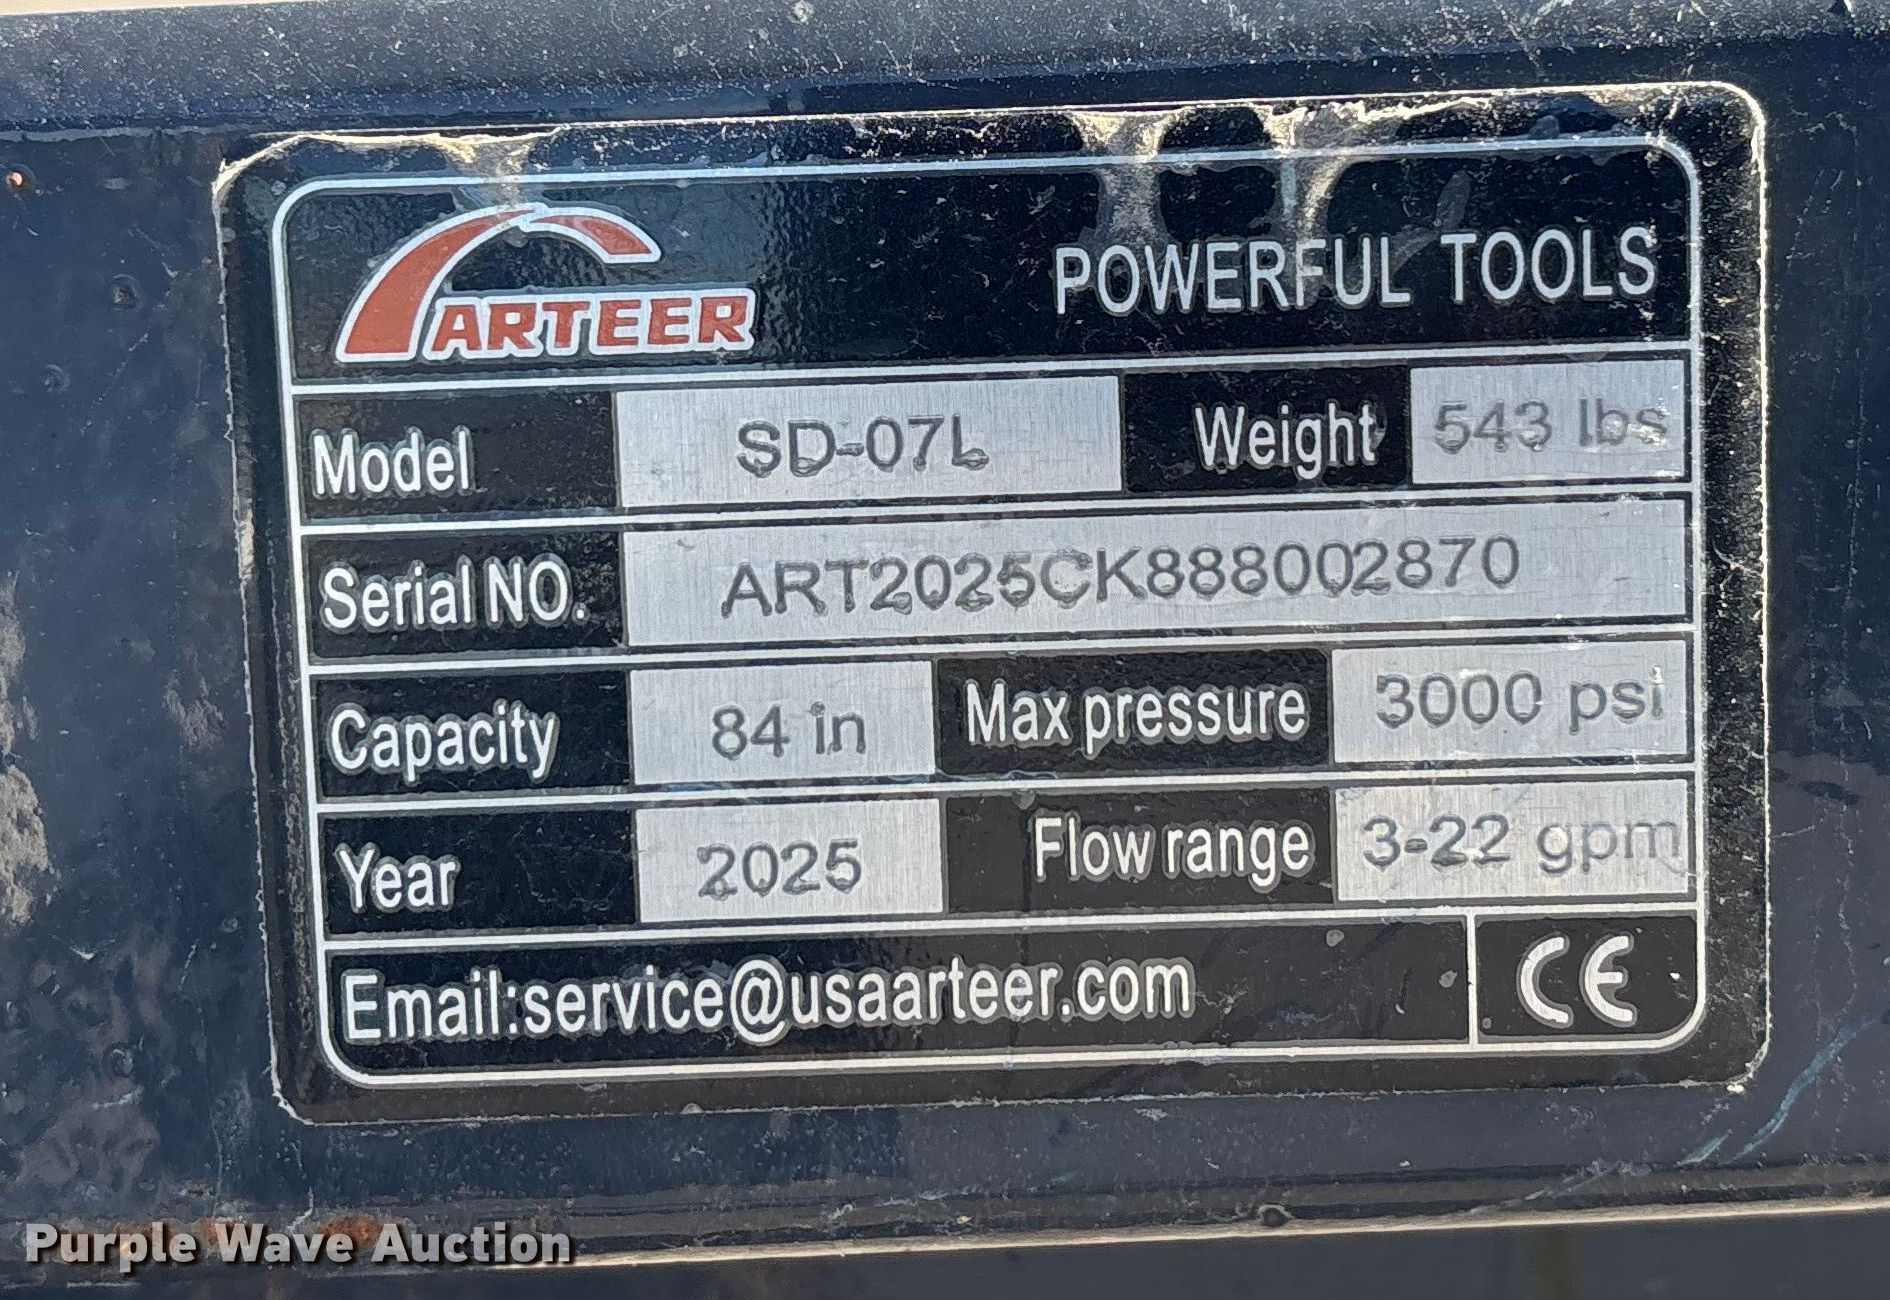 ARTEER
POWERFUL TOOLS
Model SD-07L Weight 543 lbs
Serial NO. ART2025CK888002870
Capacity 84 in Max pressure 3000 psi
Year 2025 Flow range 3-22 gpm
Email:service@usaarteer.com CE
Purple Wave Auction